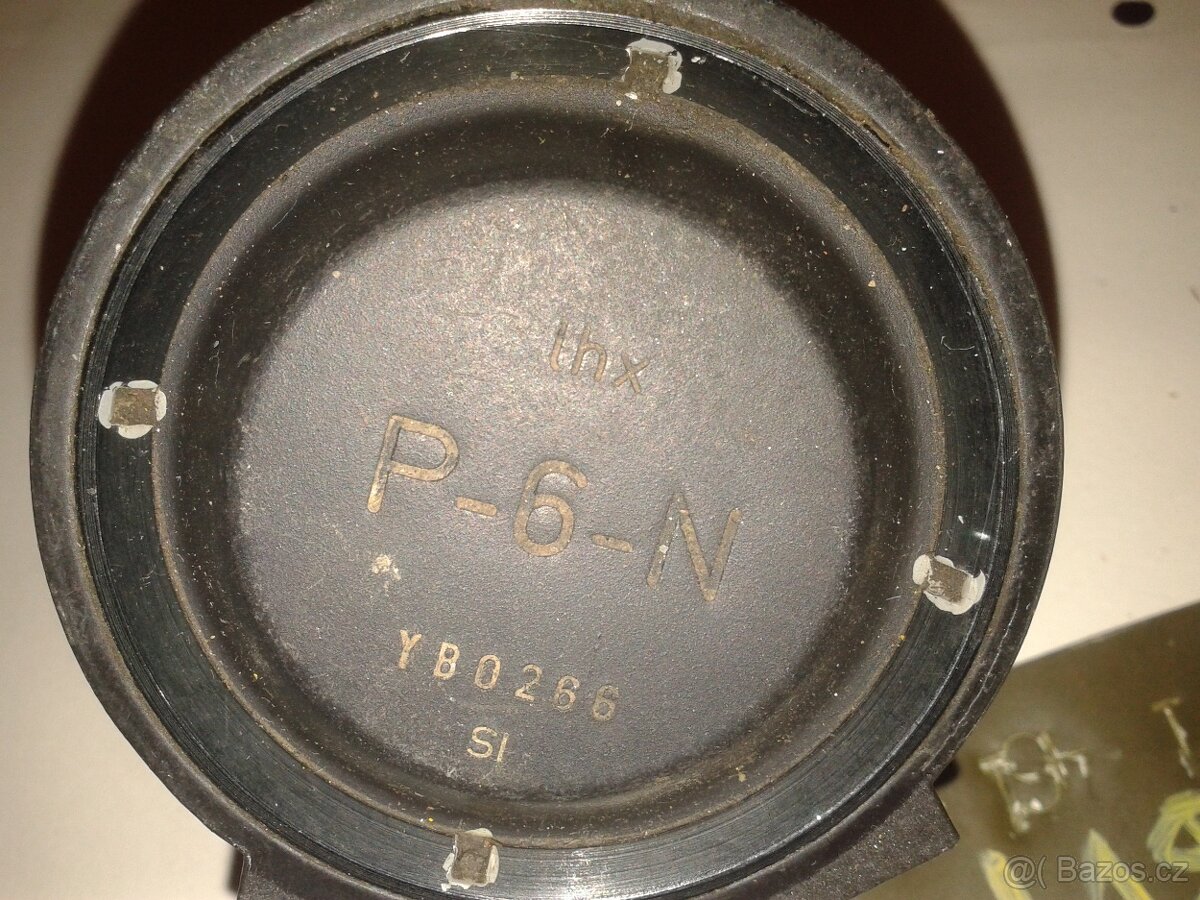 thx
P-6-N
YB0266
SI
@( Bazos.cz